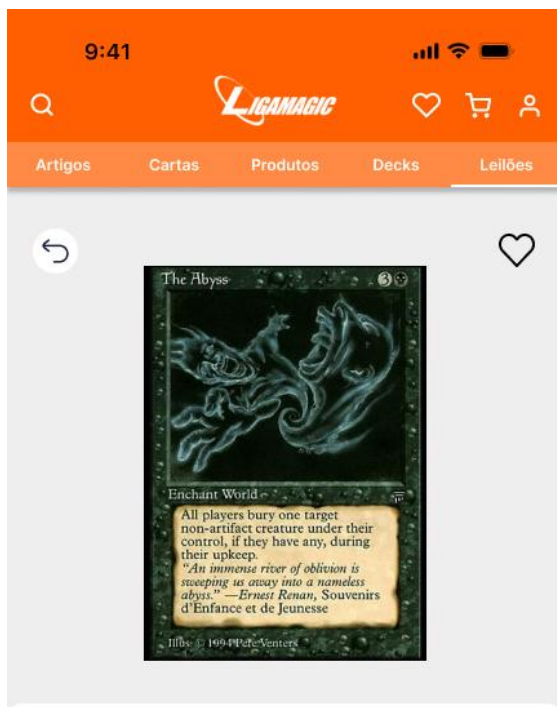 9:41
LIGAMAGIC
Artigos Cartas Produtos Decks Leilões
The Abyss 3
Enchant World
All players bury one target
non-artifact creature under their
control, if they have any, during
their upkeep.
“An immense river of oblivion is
sweeping us away into a nameless
abyss.” —Ernest Renan, Souvenirs
d’Enfance et de Jeunesse
Illus: © 1994 Pete Venters